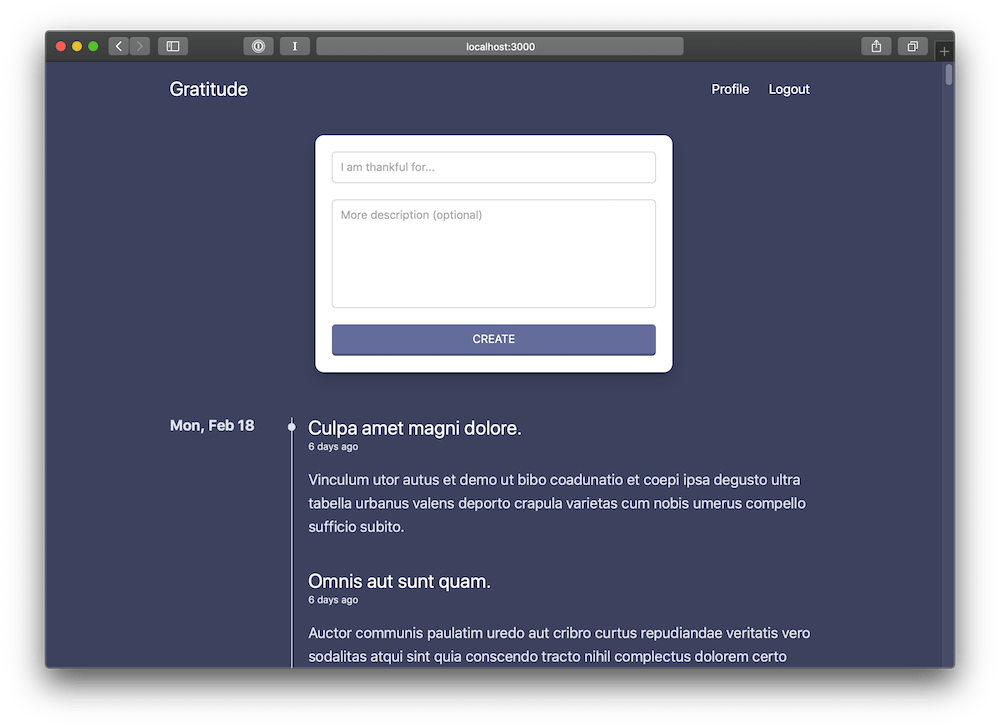 localhost:3000
Gratitude
Profile Logout
I am thankful for...
More description (optional)
CREATE
Mon, Feb 18
Culpa amet magni dolore.
6 days ago
Vinculum utor autus et demo ut bibo coadunatio et coepi ipsa degusto ultra
tabella urbanus valens deporto crapula varietas cum nobis umerus compello
sufficio subito.
Omnis aut sunt quam.
6 days ago
Auctor communis paulatim uredo aut cribro curtus repudiandae veritatis vero
sodalitas atqui sint quia conscendo tracto nihil complectus dolorem certo